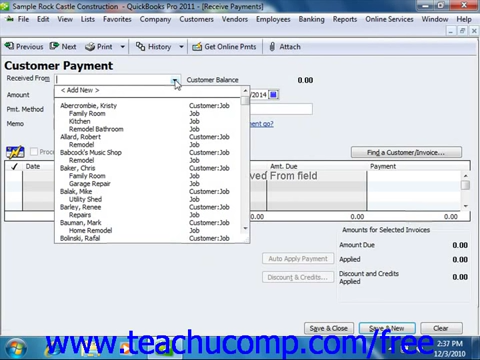 Sample Rock Castle Construction - QuickBooks Pro 2011 - [Receive Payments]
File Edit View Lists Company Customers Vendors Employees Banking Reports Online Services Window Help
Previous Next Print History Get Online Pmts Attach
Customer Payment
Received From Customer Balance 0.00
< Add New >
Amount /2014
Abercrombie, Kristy Customer:Job
Family Room Job
Pmt. Method
Kitchen Job
Memo Remodel Bathroom Job go?
Allard, Robert Customer:Job
Remodel Job
Babcock's Music Shop Customer:Job Find a Customer/Invoice...
Remodel Job
Date Baker, Chris Customer:Job Amt. Due Payment
Family Room Job ved From field
Garage Repair Job
Balak, Mike Customer:Job
Utility Shed Job
Barley, Renee Customer:Job
Repairs Job 0.00 0.00
Bauman, Mark Customer:Job
Home Remodel Job Amounts for Selected Invoices
Bolinski, Rafal Customer:Job
Amount Due 0.00
Auto Apply Payment Applied 0.00
Discount and Credits
Discount & Credits... Applied 0.00
Save & Close Save & New Clear
www.teachucomp.com/free
2:37 PM
12/3/2010